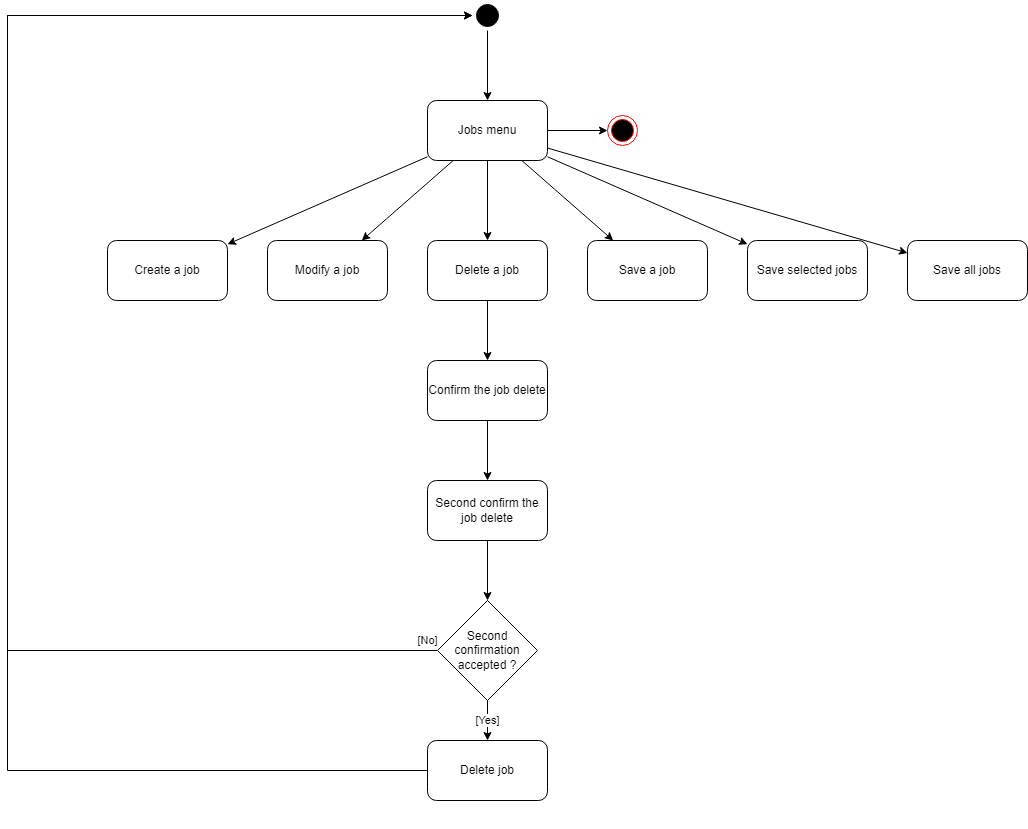 Jobs menu
Create a job
Modify a job
Delete a job
Save a job
Save selected jobs
Save all jobs
Confirm the job delete
Second confirm the
job delete
[No]
Second
confirmation
accepted ?
[Yes]
Delete job